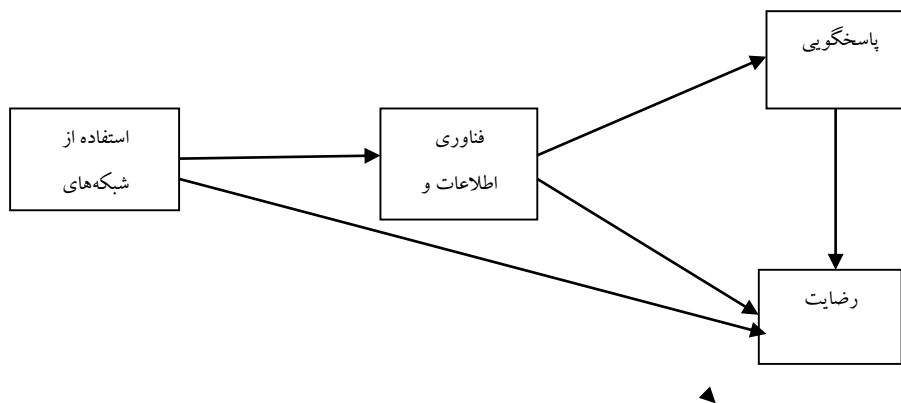 پاسخگویی
استفاده از
شبکه‌های
فناوری
اطلاعات و
رضایت